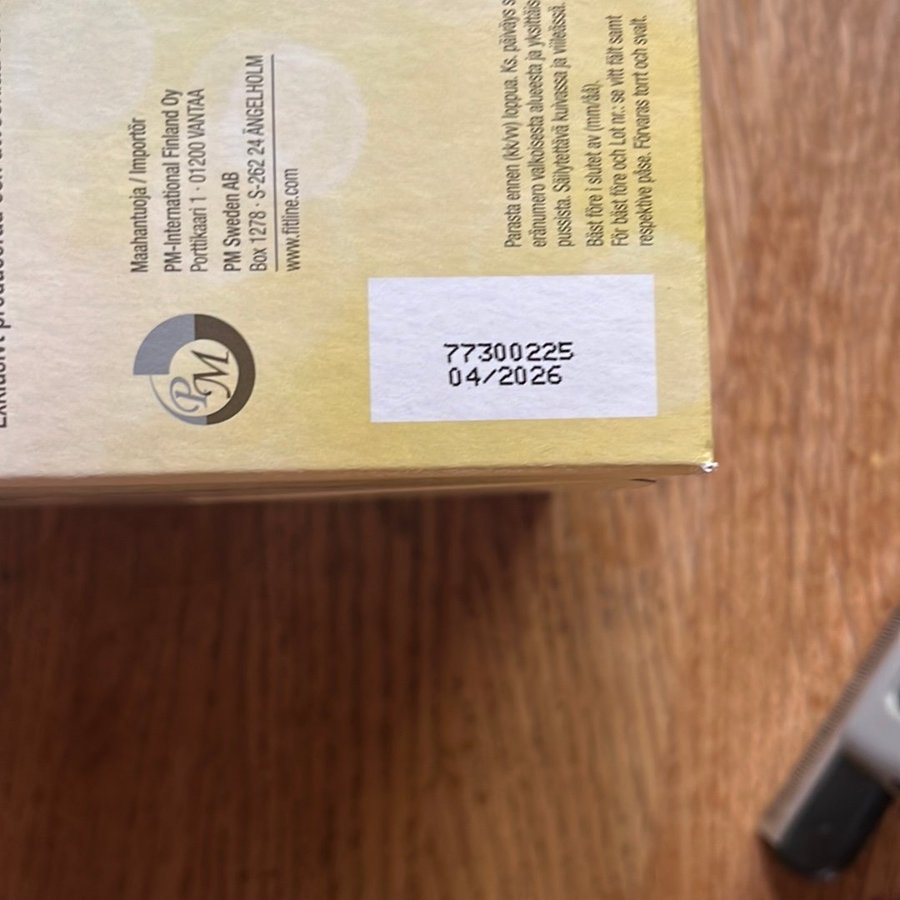 Maahantuoja / Importör
PM-International Finland Oy
Porttikaari 1 · 01200 VANTAA
PM Sweden AB
Box 1278 · S-262 24 ÄNGELHOLM
www.fitline.com
PM
Parasta ennen (kk/vv) loppua. Ks. päiväys
eränumero valkoisesta alueesta ja
pussista. Säilytettävä kuivassa ja viileässä.
Bäst före i slutet av (mm/åå).
För bäst före och Lot nr.: se vitt fält samt
respektive påse. Förvaras torrt och svalt.
77300225
04/2026